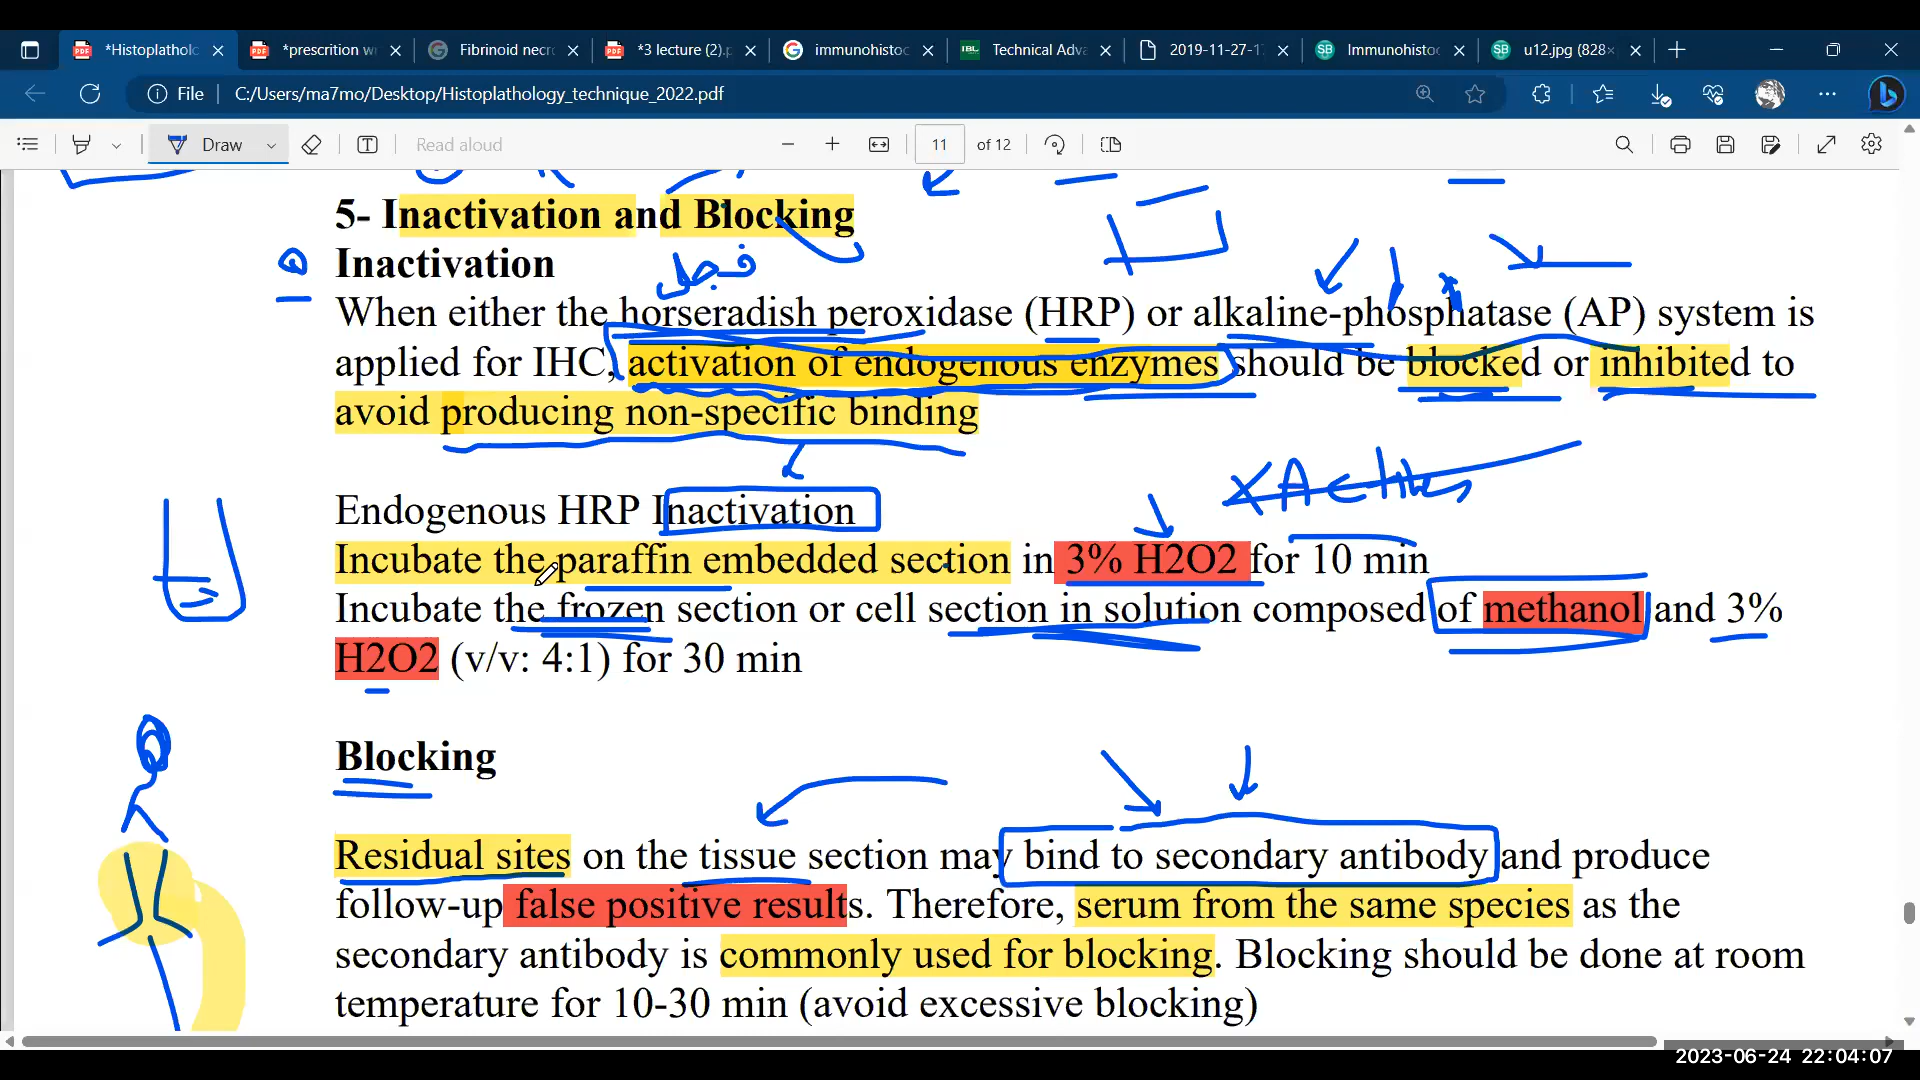 *Histoplatholo
*prescrition w
Fibrinoid necr
*3 lecture (2).p
immunohisto
Technical Adva
2019-11-27-1
Immunohisto
u12.jpg (828×
File
C:/Users/ma7mo/Desktop/Histoplathology_technique_2022.pdf
Draw
Read aloud
11 of 12
5- Inactivation and Blocking
Q
Inactivation
When either the horseradish peroxidase (HRP) or alkaline-phosphatase (AP) system is
applied for IHC, activation of endogenous enzymes should be blocked or inhibited to
avoid producing non-specific binding
Endogenous HRP Inactivation
Incubate the paraffin embedded section in 3% H2O2 for 10 min
Incubate the frozen section or cell section in solution composed of methanol and 3%
H2O2 (v/v: 4:1) for 30 min
Blocking
Residual sites on the tissue section may bind to secondary antibody and produce
follow-up false positive results. Therefore, serum from the same species as the
secondary antibody is commonly used for blocking. Blocking should be done at room
temperature for 10-30 min (avoid excessive blocking)
2023-06-24 22:04:07